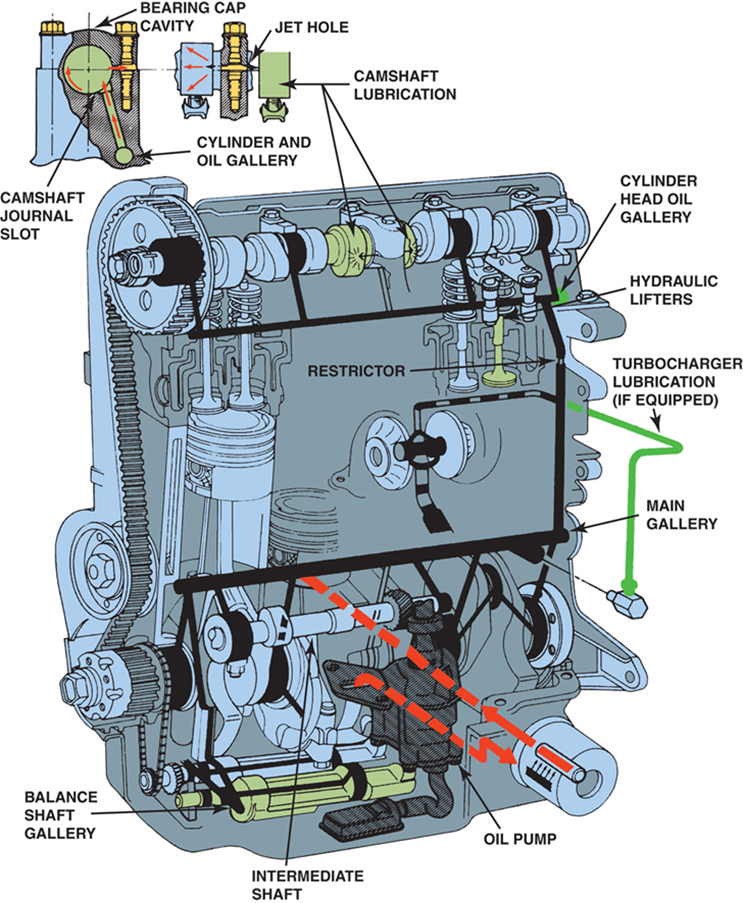 BEARING CAP
CAVITY
JET HOLE
CAMSHAFT
LUBRICATION
CYLINDER AND
OIL GALLERY
CAMSHAFT
JOURNAL
SLOT
CYLINDER
HEAD OIL
GALLERY
HYDRAULIC
LIFTERS
RESTRICTOR
TURBOCHARGER
LUBRICATION
(IF EQUIPPED)
MAIN
GALLERY
BALANCE
SHAFT
GALLERY
OIL PUMP
INTERMEDIATE
SHAFT